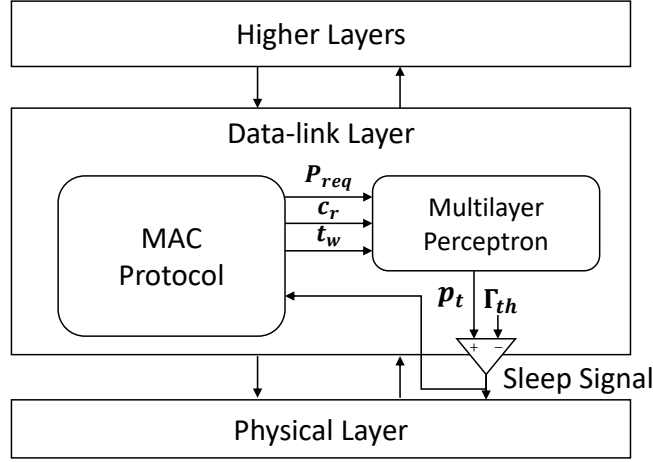 Higher Layers
Data-link Layer
MAC
Protocol
P_req
c_r
t_w
Multilayer
Perceptron
p_t
Γ_th
+ −
Sleep Signal
Physical Layer